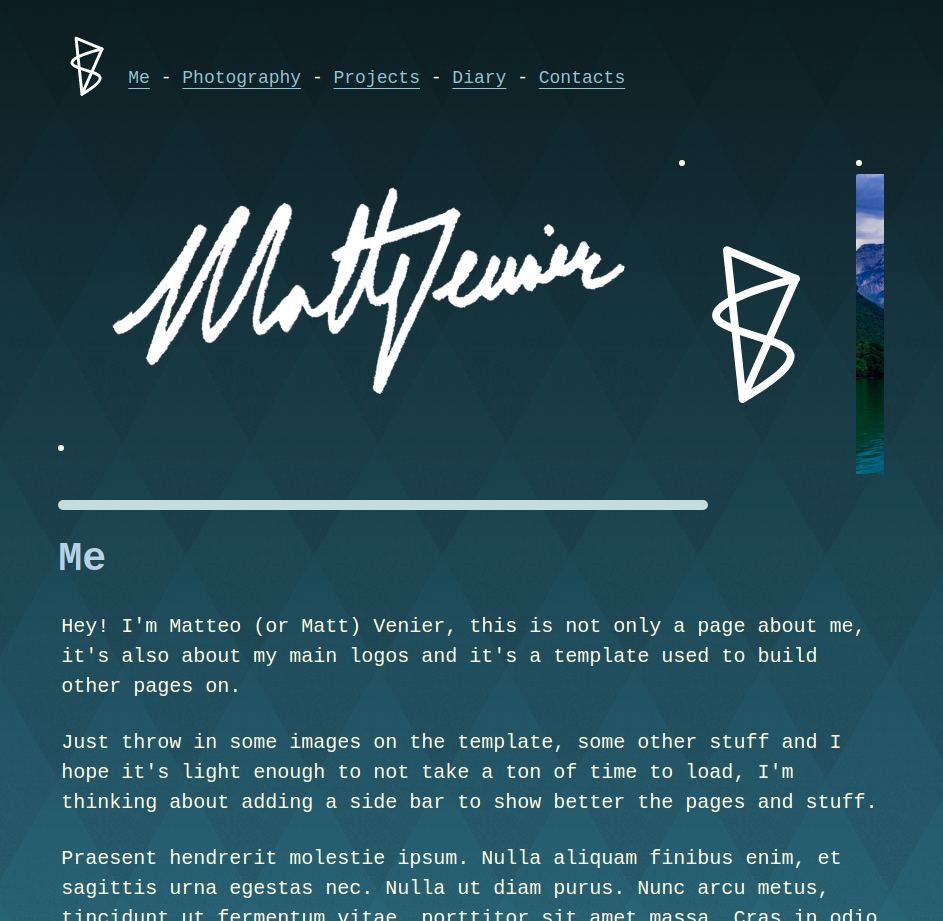 Me - Photography - Projects - Diary - Contacts
Matty Venier
Me
Hey! I'm Matteo (or Matt) Venier, this is not only a page about me,
it's also about my main logos and it's a template used to build
other pages on.
Just throw in some images on the template, some other stuff and I
hope it's light enough to not take a ton of time to load, I'm
thinking about adding a side bar to show better the pages and stuff.
Praesent hendrerit molestie ipsum. Nulla aliquam finibus enim, et
sagittis urna egestas nec. Nulla ut diam purus. Nunc arcu metus,
tincidunt ut fermentum vitae, porttitor sit amet massa. Cras in odio